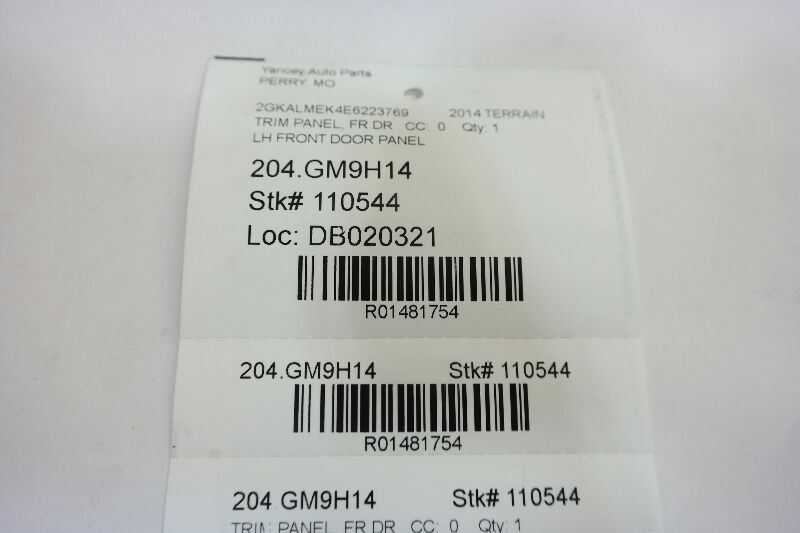 Yancey Auto Parts
PERRY, MO
2GKALMEK4E6223769 2014 TERRAIN
TRIM PANEL, FR DR CC: 0 Qty: 1
LH FRONT DOOR PANEL
204.GM9H14
Stk# 110544
Loc: DB020321
R01481754
204.GM9H14 Stk# 110544
R01481754
204.GM9H14 Stk# 110544
TRIM PANEL, FR DR CC: 0 Qty: 1